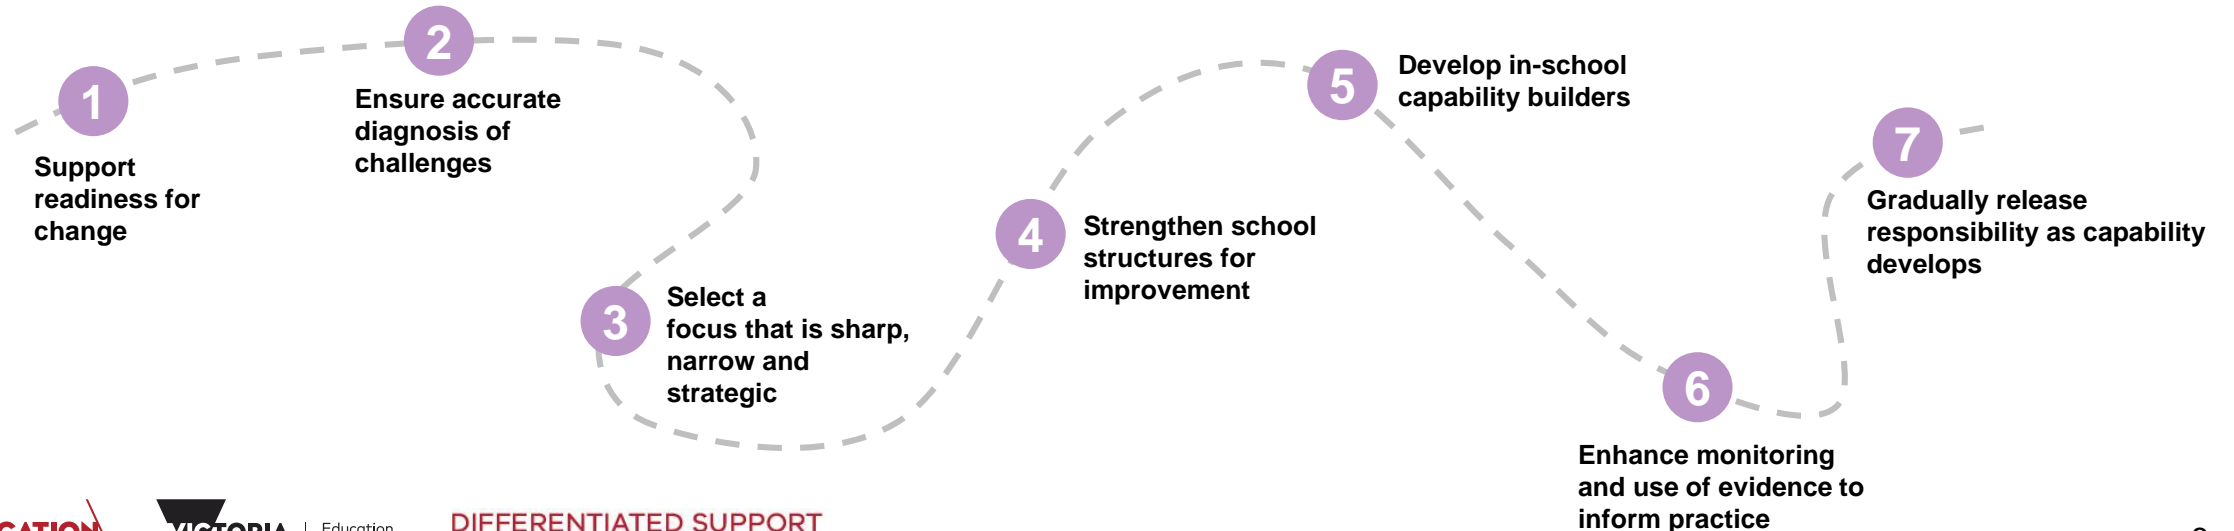 1
Support
readiness for
change
2
Ensure accurate
diagnosis of
challenges
3
Select a
focus that is sharp,
narrow and
strategic
4
Strengthen school
structures for
improvement
5
Develop in-school
capability builders
6
Enhance monitoring
and use of evidence to
inform practice
7
Gradually release
responsibility as capability
develops
VICTORIA
Education
DIFFERENTIATED SUPPORT